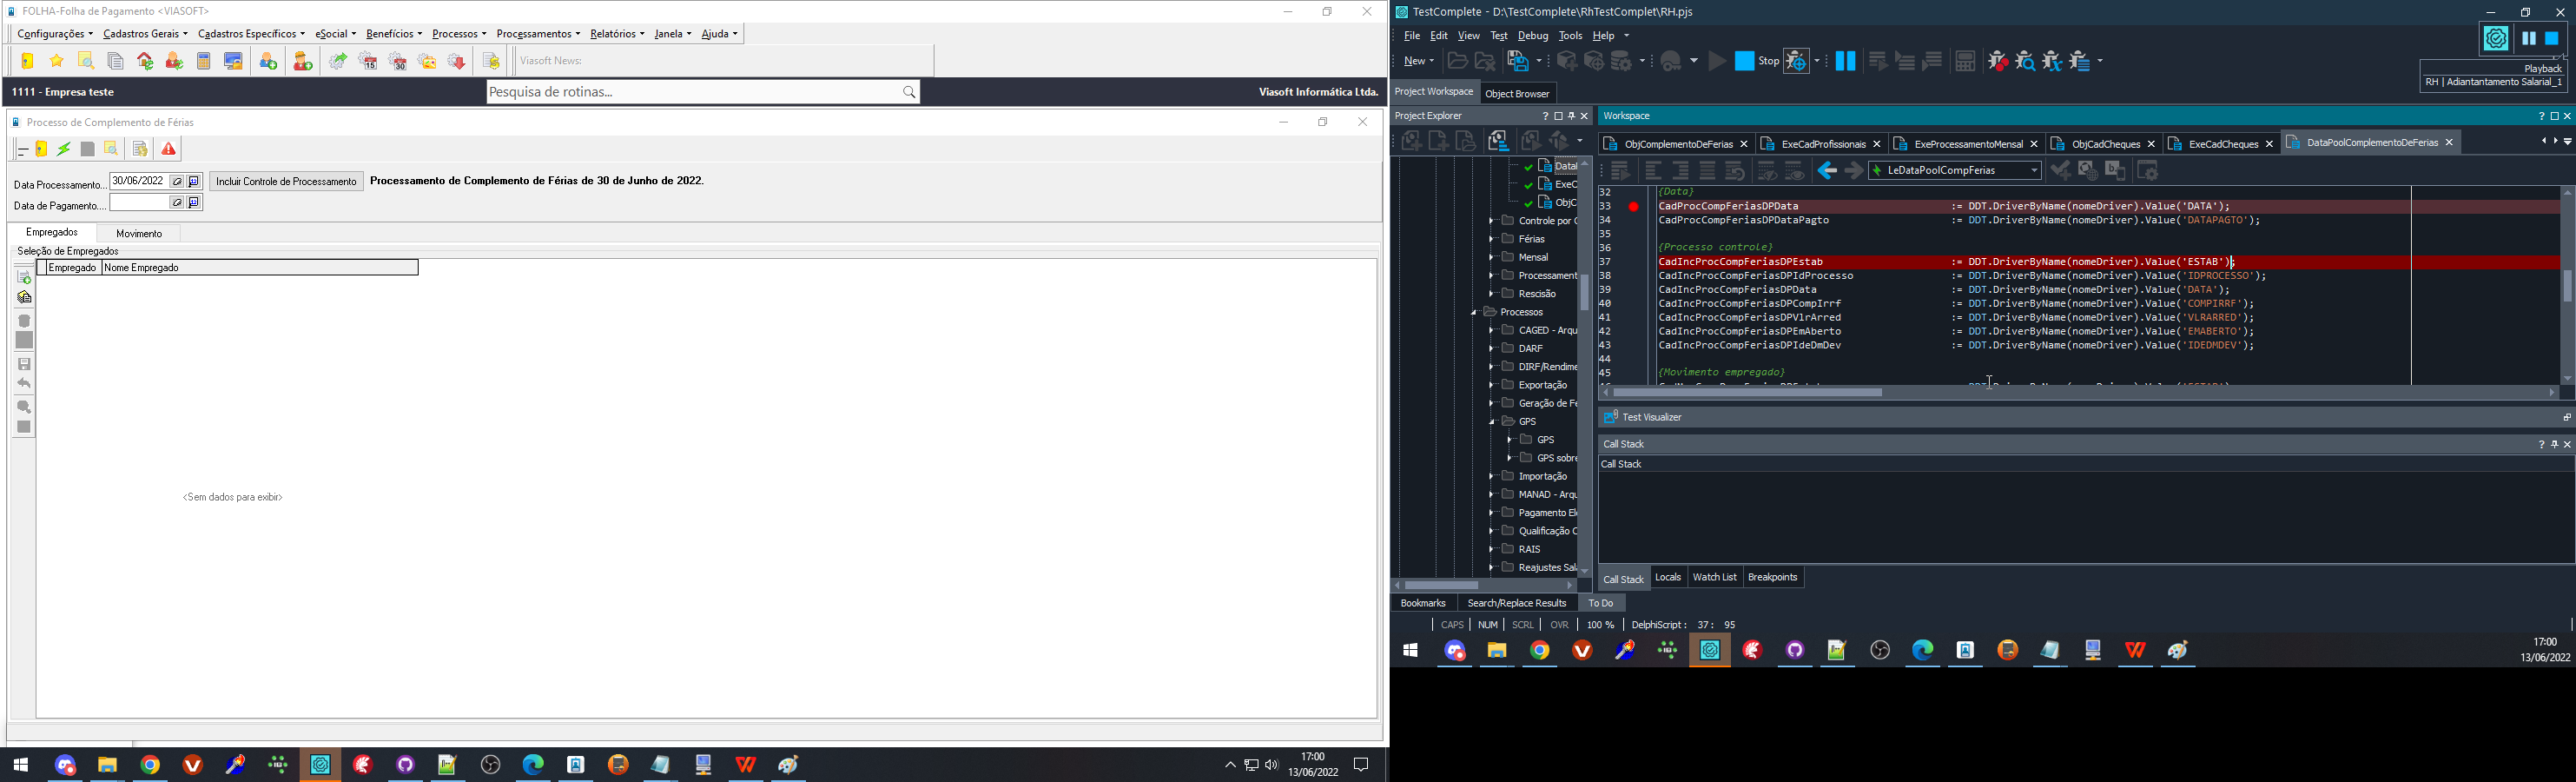 FOLHA-Folha de Pagamento <VIASOFT>
Configurações Cadastros Gerais Cadastros Específicos eSocial Benefícios Processos Processamentos Relatórios Janela Ajuda
Viasoft News:
1111 - Empresa teste Pesquisa de rotinas... Viasoft Informática Ltda.
Processo de Complemento de Férias
Data Processamento... 30/06/2022 Incluir Controle de Processamento Processamento de Complemento de Férias de 30 de Junho de 2022.
Data de Pagamento....
Empregados Movimento
Seleção de Empregados
Empregado Nome Empregado
<Sem dados para exibir>
17:00
13/06/2022
TestComplete - D:\TestComplete\RhTestComplet\RH.pjs
File Edit View Test Debug Tools Help
New Stop
Playback
RH | Adiantantamento Salarial_1
Project Workspace Object Browser
Project Explorer
Workspace
ObjComplementoDeFerias ExeCadProfissionais ExeProcessamentoMensal ObjCadCheques ExeCadCheques DataPoolComplementoDeFerias
LeDataPoolCompFerias
Datal
ExeC
ObjC
Controle por C
Férias
Mensal
Processament
Rescisão
Processos
CAGED - Arqu
DARF
DIRF/Rendime
Exportação
Geração de Fe
GPS
GPS
GPS sobre
Importação
MANAD - Arqu
Pagamento El
Qualificação C
RAIS
Reajustes Sal
32 {Data}
33 CadProcCompFeriasDPData := DDT.DriverByName(nomeDriver).Value('DATA');
34 CadProcCompFeriasDPDataPagto := DDT.DriverByName(nomeDriver).Value('DATAPAGTO');
35
36 {Processo controle}
37 CadIncProcCompFeriasDPEstab := DDT.DriverByName(nomeDriver).Value('ESTAB');
38 CadIncProcCompFeriasDPIdProcesso := DDT.DriverByName(nomeDriver).Value('IDPROCESSO');
39 CadIncProcCompFeriasDPData := DDT.DriverByName(nomeDriver).Value('DATA');
40 CadIncProcCompFeriasDPCompIrrf := DDT.DriverByName(nomeDriver).Value('COMPIRRF');
41 CadIncProcCompFeriasDPVlrArred := DDT.DriverByName(nomeDriver).Value('VLRARRED');
42 CadIncProcCompFeriasDPEmAberto := DDT.DriverByName(nomeDriver).Value('EMABERTO');
43 CadIncProcCompFeriasDPIdeDmDev := DDT.DriverByName(nomeDriver).Value('IDEDMDEV');
44
45 {Movimento empregado}
Test Visualizer
Call Stack
Call Stack
Call Stack Locals Watch List Breakpoints
Bookmarks Search/Replace Results To Do
CAPS NUM SCRL OVR 100 % DelphiScript : 37 : 95
17:00
13/06/2022